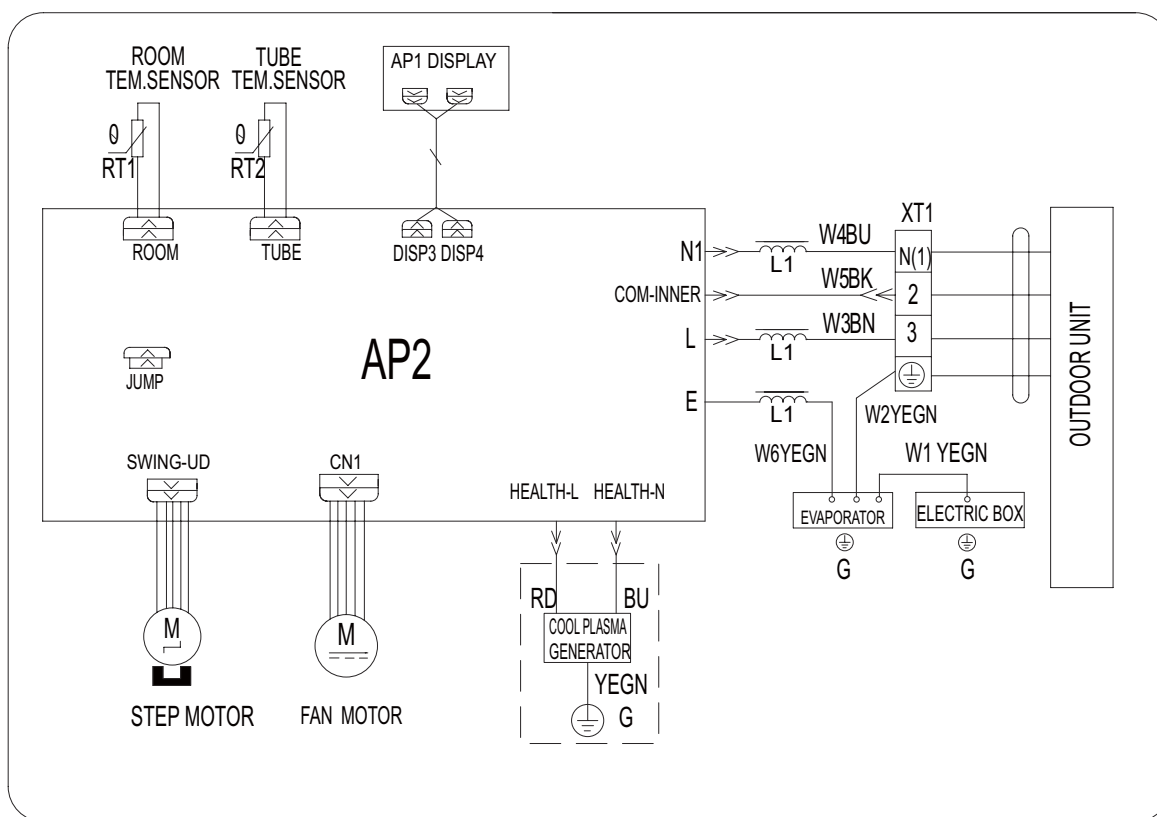 ROOM
TEM.SENSOR
TUBE
TEM.SENSOR
AP1 DISPLAY
θ
RT1
θ
RT2
ROOM
TUBE
DISP3 DISP4
XT1
N1
L1
W4BU
N(1)
COM-INNER
W5BK
2
L
L1
W3BN
3
E
L1
W2YEGN
W6YEGN
W1 YEGN
EVAPORATOR
G
ELECTRIC BOX
G
OUTDOOR UNIT
AP2
JUMP
SWING-UD
CN1
HEALTH-L HEALTH-N
M
STEP MOTOR
M
FAN MOTOR
RD
BU
COOL PLASMA
GENERATOR
YEGN
G